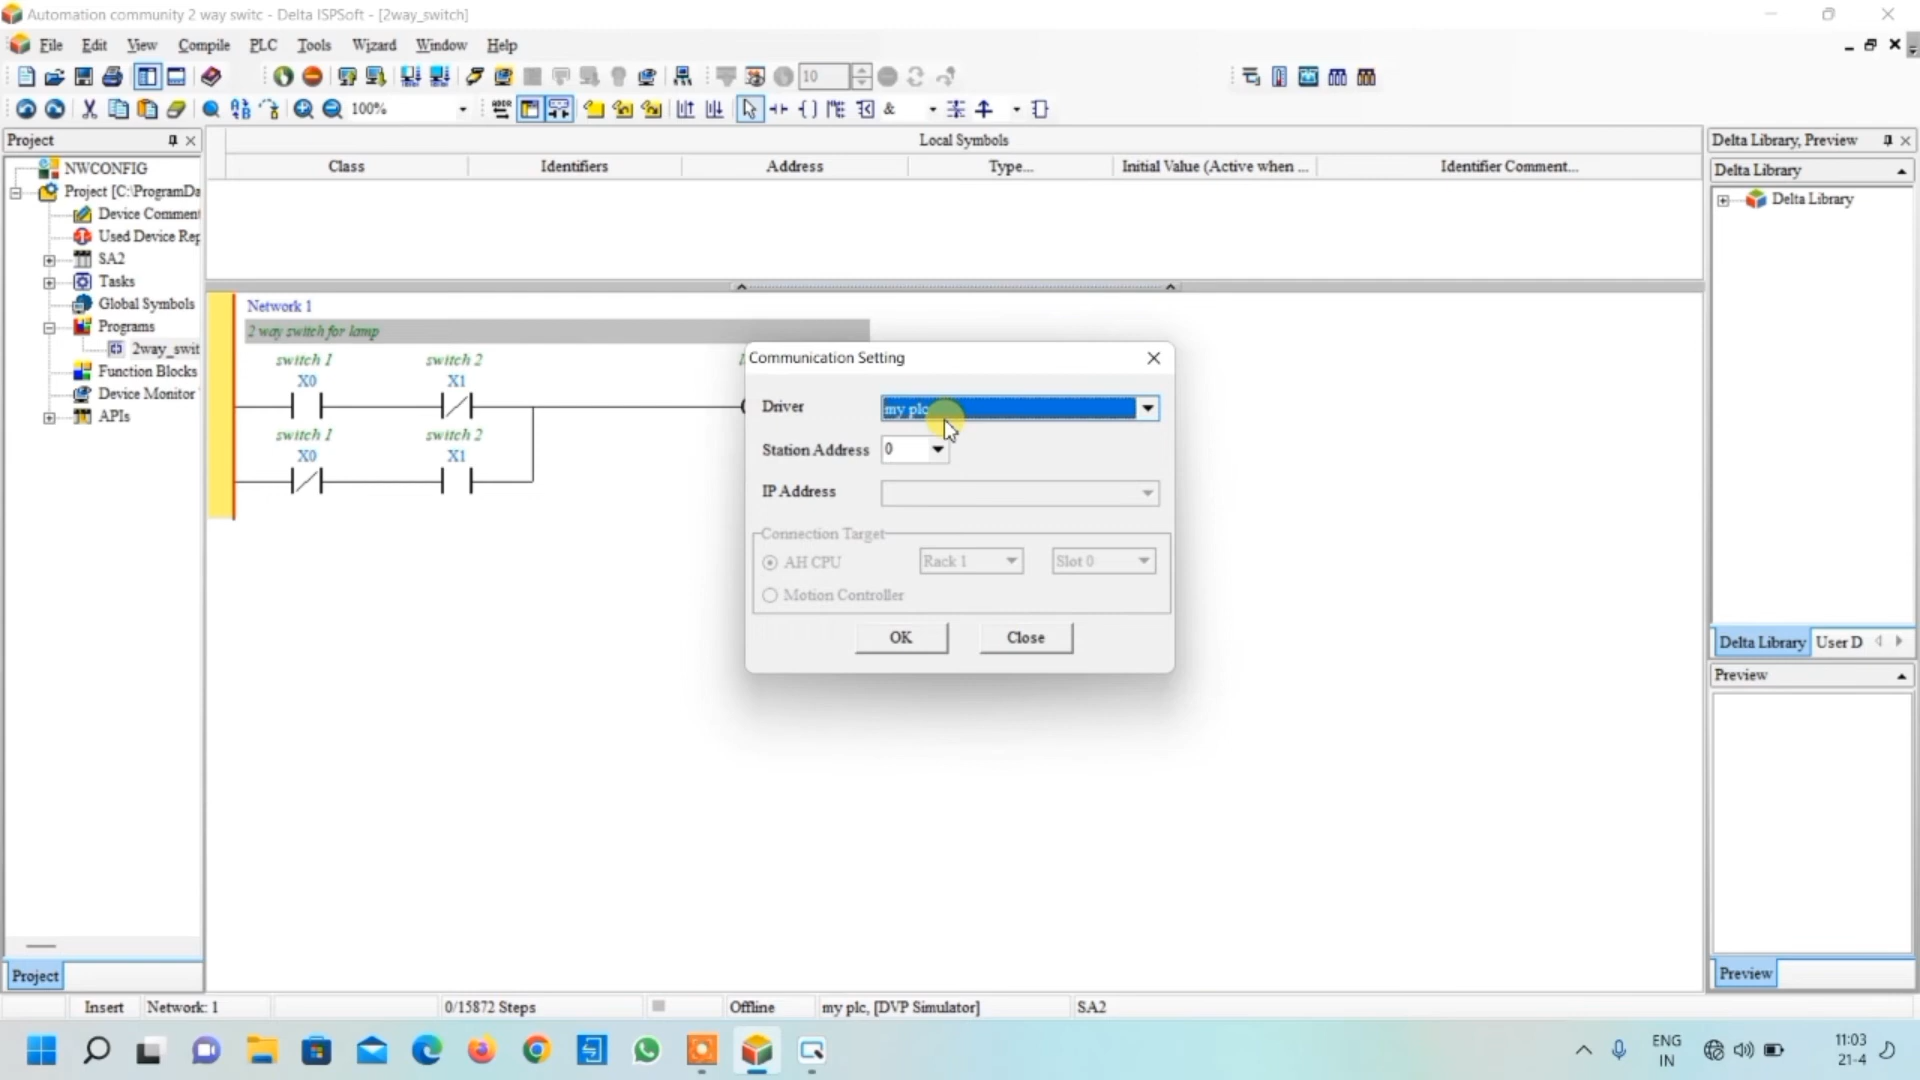 Automation community 2 way switc - Delta ISPSoft - [2way_switch]
File Edit View Compile PLC Tools Wizard Window Help
10
100%
&
Project
NWCONFIG
Project [C:\ProgramDa
Device Comment
Used Device Rep
SA2
Tasks
Global Symbols
Programs
2way_swit
Function Blocks
Device Monitor
APIs
Project
Local Symbols
Class Identifiers Address Type... Initial Value (Active when ... Identifier Comment...
Network 1
2 way switch for lamp
switch 1 switch 2
X0 X1
switch 1 switch 2
X0 X1
Communication Setting
Driver my plc
Station Address 0
IP Address
Connection Target
AH CPU Rack 1 Slot 0
Motion Controller
OK Close
Delta Library, Preview
Delta Library
Delta Library
Delta Library User D
Preview
Preview
Insert Network: 1 0/15872 Steps Offline my plc, [DVP Simulator] SA2
ENG
IN
11:03
21-4